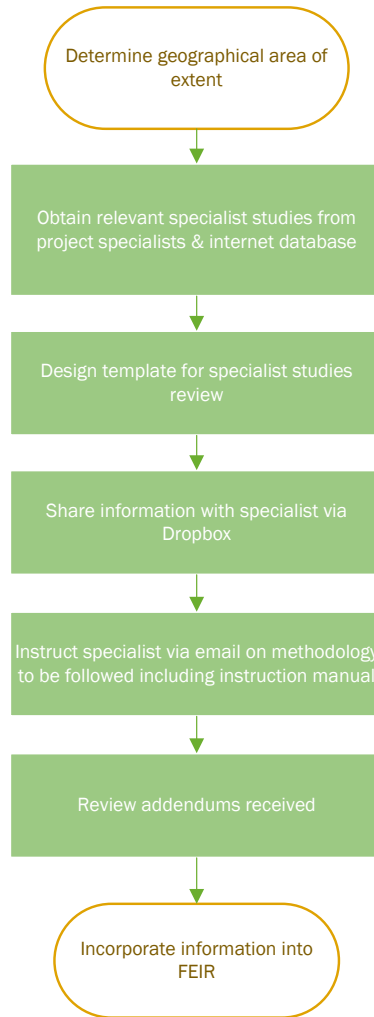 Determine geographical area of
extent
Obtain relevant specialist studies from
project specialists & internet database
Design template for specialist studies
review
Share information with specialist via
Dropbox
Instruct specialist via email on methodology
to be followed including instruction manual
Review addendums received
Incorporate information into
FEIR